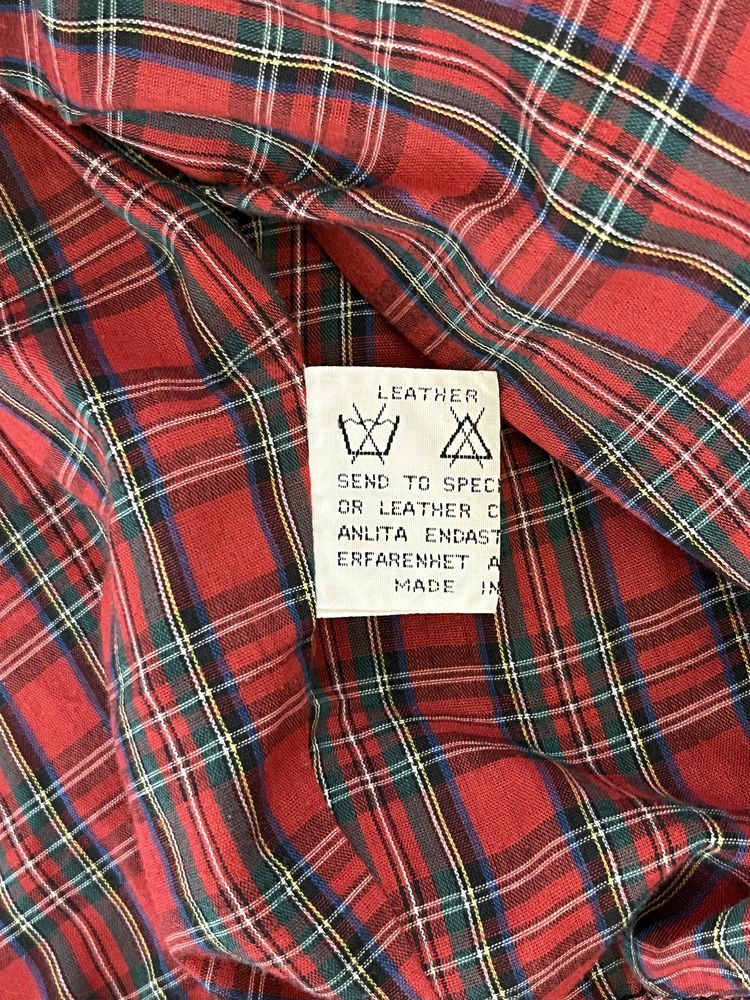 LEATHER
SEND TO SPEC
OR LEATHER C
ANLITA ENDAST
ERFARENHET A
MADE IN